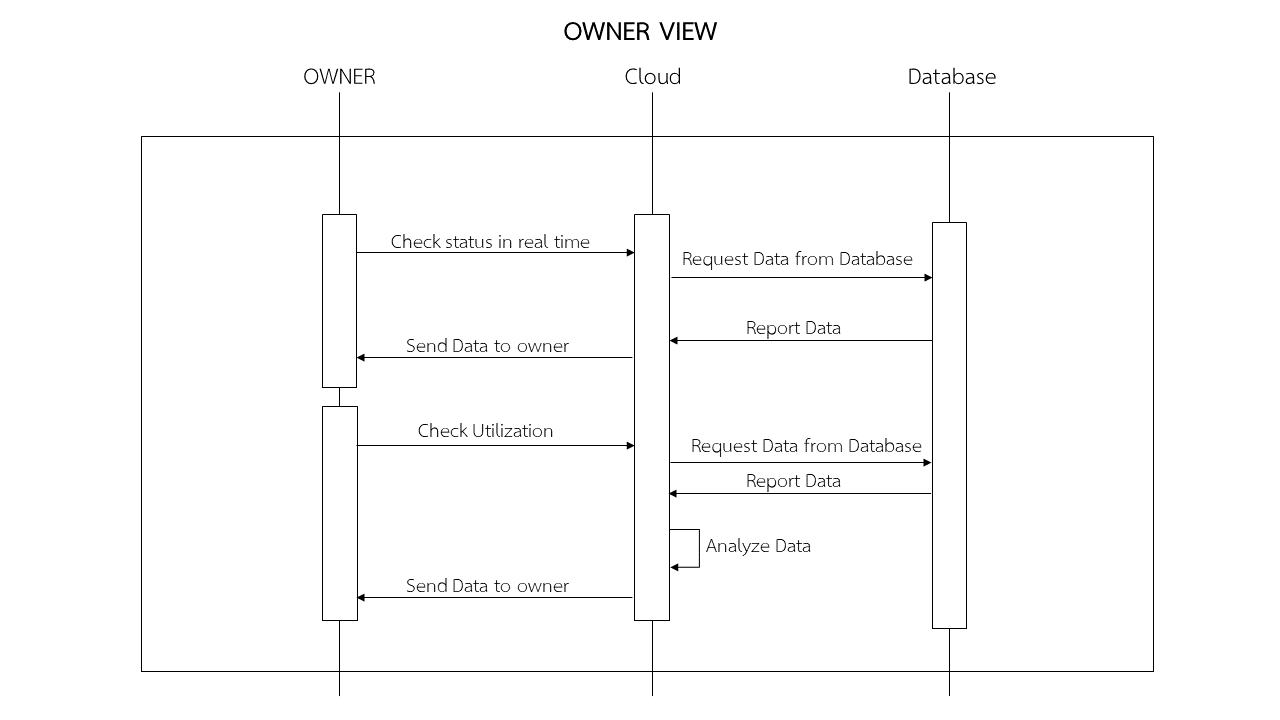 OWNER VIEW
OWNER
Cloud
Database
Check status in real time
Request Data from Database
Report Data
Send Data to owner
Check Utilization
Request Data from Database
Report Data
Analyze Data
Send Data to owner